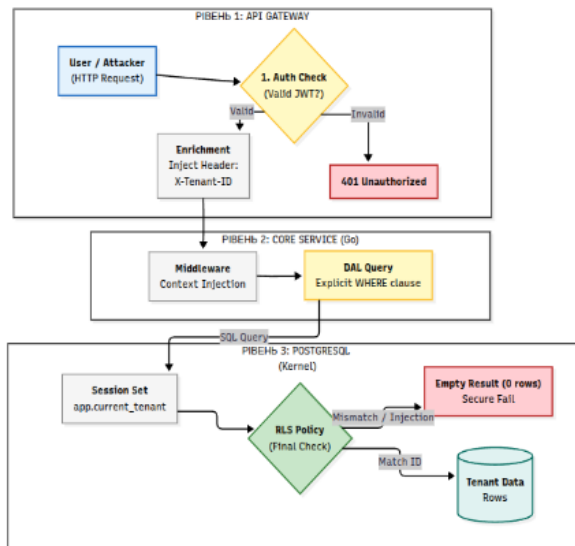 РІВЕНЬ 1: API GATEWAY
User / Attacker
(HTTP Request)
1. Auth Check
(Valid JWT?)
Valid
Invalid
Enrichment
Inject Header:
X-Tenant-ID
401 Unauthorized
РІВЕНЬ 2: CORE SERVICE (Go)
Middleware
Context Injection
DAL Query
Explicit WHERE clause
SQL Query
РІВЕНЬ 3: POSTGRESQL
(Kernel)
Session Set
app.current_tenant
RLS Policy
(Final Check)
Mismatch / Injection
Empty Result (0 rows)
Secure Fail
Match ID
Tenant Data
Rows